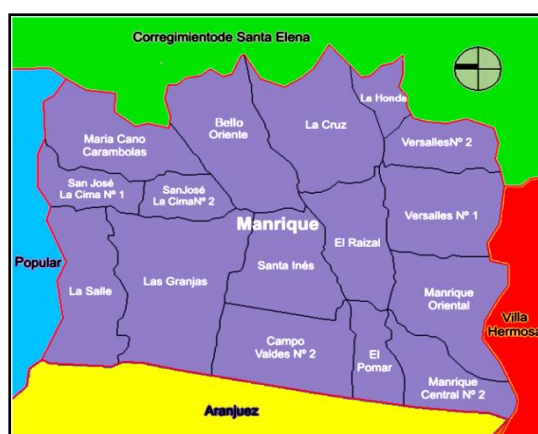 Corregimientode Santa Elena
La Honda
Bello
Oriente
La Cruz
Maria Cano
Carambolas
VersallesNº 2
San José
La Cima Nº 1
SanJosé
La CimaNº 2
Versalles Nº 1
Manrique
El Raizal
Popular
La Salle
Las Granjas
Santa Inés
Manrique
Oriental
Villa
Hermosa
Campo
Valdes Nº 2
El
Pomar
Manrique
Central Nº 2
Aranjuez